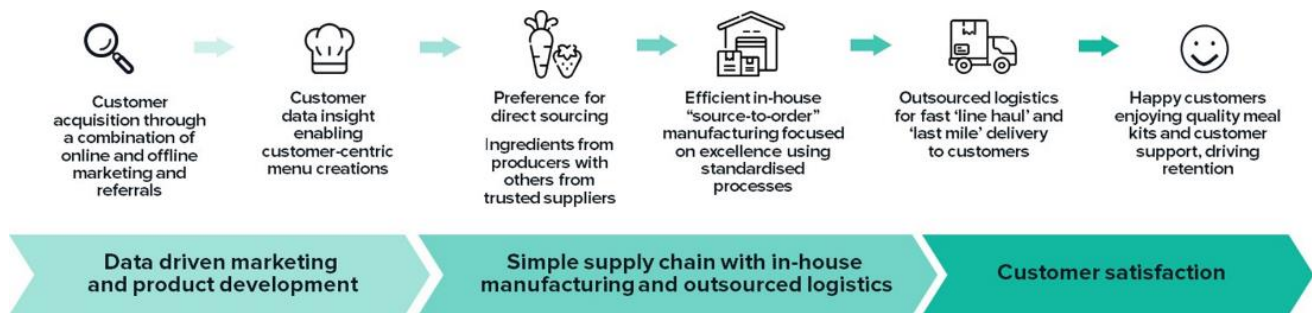 Customer
acquisition through
a combination of
online and offline
marketing and
referrals
Customer
data insight
enabling
customer-centric
menu creations
Preference for
direct sourcing
Ingredients from
producers with
others from
trusted suppliers
Efficient in-house
“source-to-order”
manufacturing focused
on excellence using
standardised
processes
Outsourced logistics
for fast ‘line haul’ and
‘last mile’ delivery
to customers
Happy customers
enjoying quality meal
kits and customer
support, driving
retention
Data driven marketing
and product development
Simple supply chain with in-house
manufacturing and outsourced logistics
Customer satisfaction